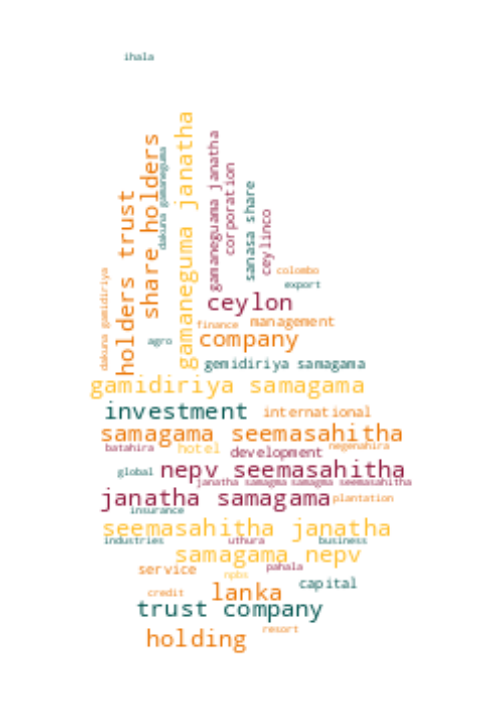 ihala
gamaneguma janatha
share holders
gamaneguama janatha
dakuna gamaneguma
corporation
sanasa share
holders trust
ceylinco
dakuna gamidiriya
colombo
export
ceylon
finance management
agro company
gemidiriya samagama
gamidiriya samagama
investment international
samagama seemasahitha
batahira hotel development negenahira
global nepv seemasahitha
janatha samagma samagma seemasahitha
janatha samagama plantation
insurance
seemasahitha janatha
industries uthura business
samagama nepv
service npbs pahala
credit lanka capital
trust company
holding resort